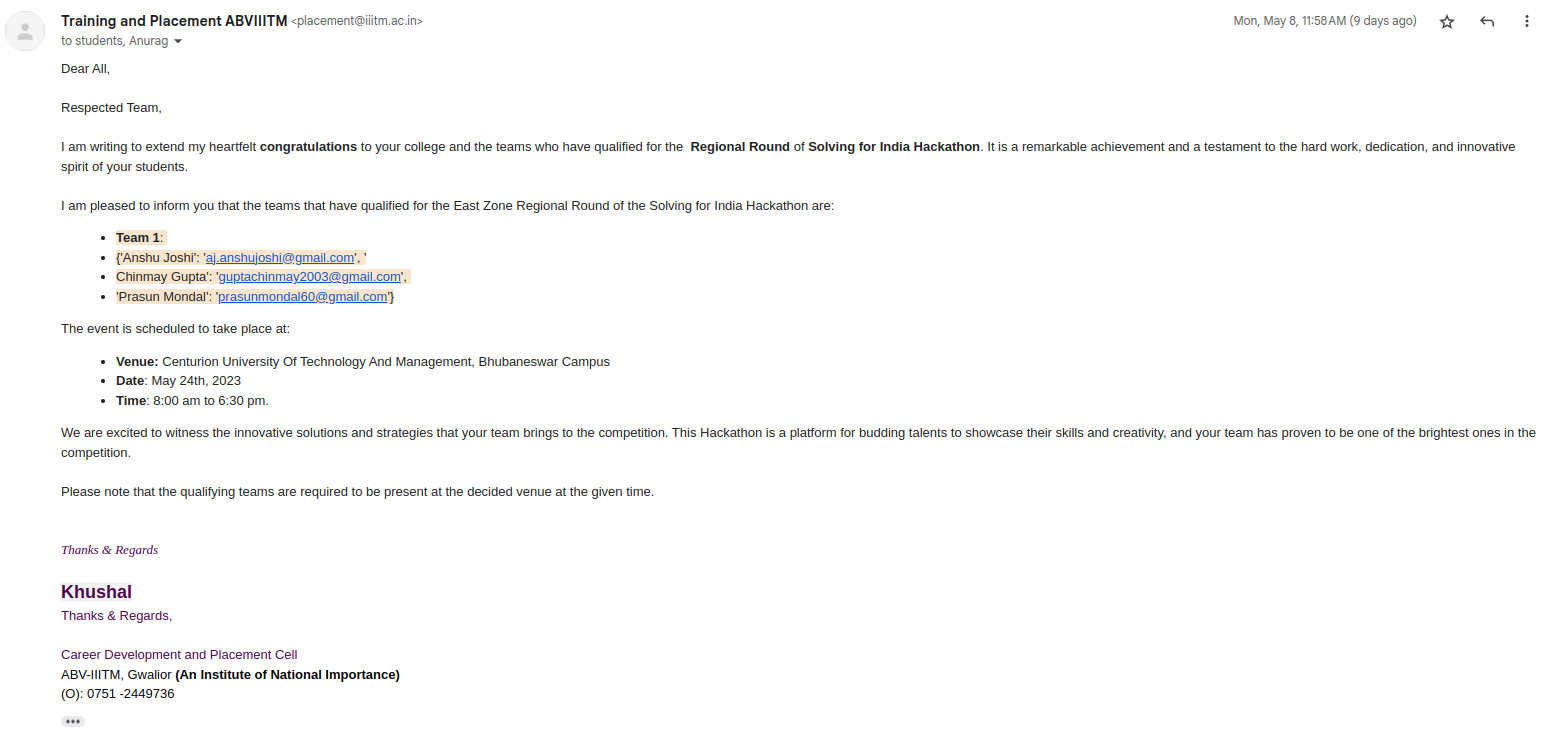 Training and Placement ABVIIITM <placement@iiitm.ac.in>
Mon, May 8, 11:58 AM (9 days ago)
to students, Anurag
Dear All,
Respected Team,
I am writing to extend my heartfelt congratulations to your college and the teams who have qualified for the  Regional Round of Solving for India Hackathon. It is a remarkable achievement and a testament to the hard work, dedication, and innovative
spirit of your students.
I am pleased to inform you that the teams that have qualified for the East Zone Regional Round of the Solving for India Hackathon are:
• Team 1:
• {'Anshu Joshi': 'aj.anshujoshi@gmail.com', '
• Chinmay Gupta': 'guptachinmay2003@gmail.com',
• 'Prasun Mondal': 'prasunmondal60@gmail.com'}
The event is scheduled to take place at:
• Venue: Centurion University Of Technology And Management, Bhubaneswar Campus
• Date: May 24th, 2023
• Time: 8:00 am to 6:30 pm.
We are excited to witness the innovative solutions and strategies that your team brings to the competition. This Hackathon is a platform for budding talents to showcase their skills and creativity, and your team has proven to be one of the brightest ones in the
competition.
Please note that the qualifying teams are required to be present at the decided venue at the given time.
Thanks & Regards
Khushal
Thanks & Regards,
Career Development and Placement Cell
ABV-IIITM, Gwalior (An Institute of National Importance)
(O): 0751 -2449736